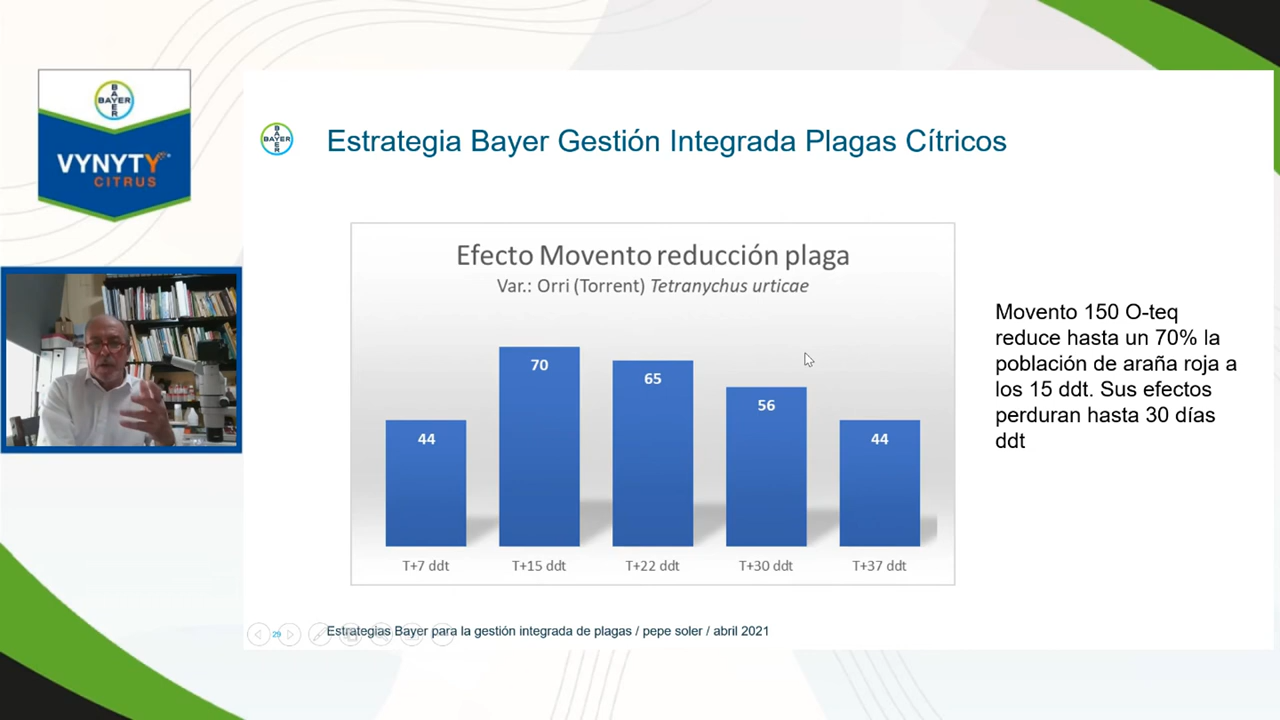 BAYER
BAYER
VYNYTY
CITRUS
BAYER
BAYER
Estrategia Bayer Gestión Integrada Plagas Cítricos
Efecto Movento reducción plaga
Var.: Orri (Torrent) Tetranychus urticae
70
65
56
44
44
T+7 ddt
T+15 ddt
T+22 ddt
T+30 ddt
T+37 ddt
Movento 150 O-teq
reduce hasta un 70% la
población de araña roja a
los 15 ddt. Sus efectos
perduran hasta 30 días
ddt
29
Estrategias Bayer para la gestión integrada de plagas / pepe soler / abril 2021